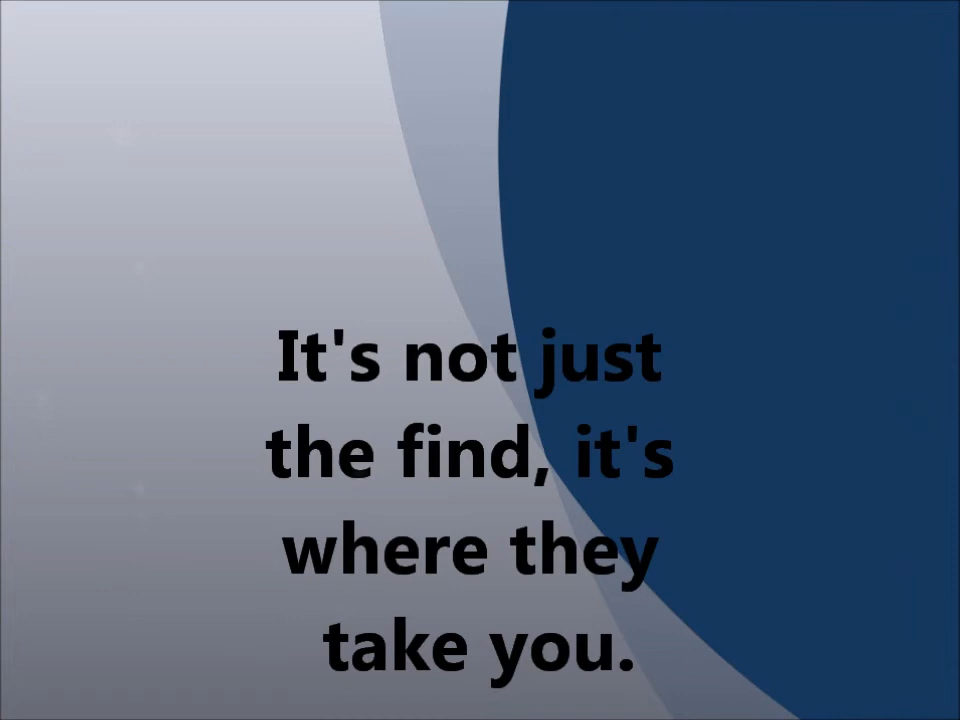 It's not just
the find, it's
where they
take you.